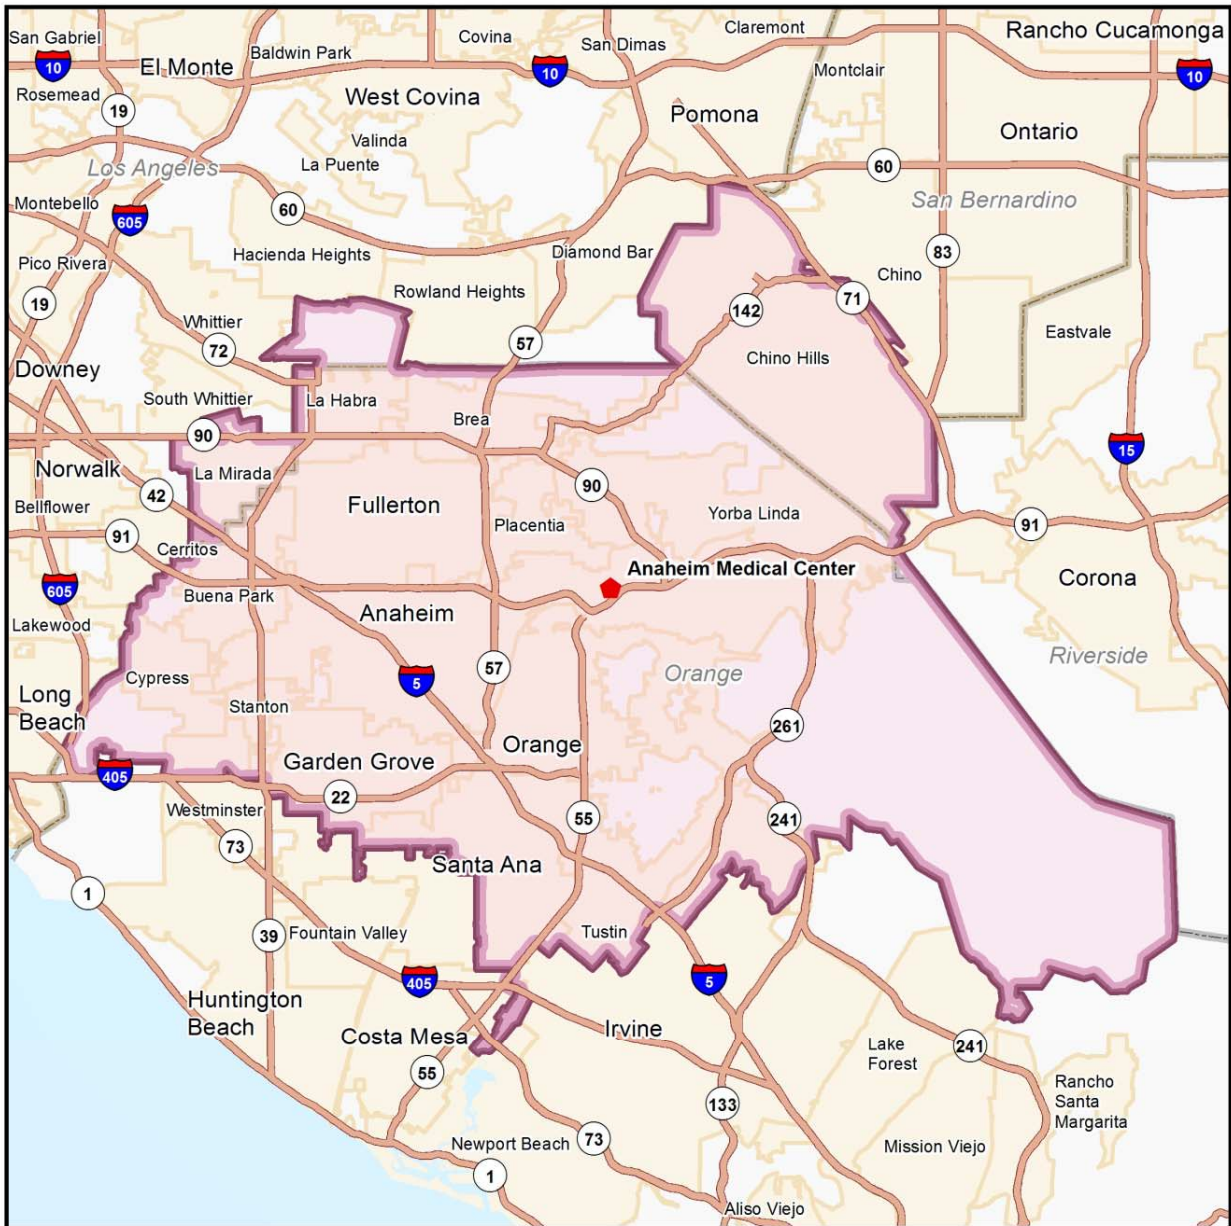 San Gabriel
Baldwin Park
Covina
San Dimas
Claremont
Rancho Cucamonga
10
El Monte
10
Montclair
10
Rosemead
19
West Covina
Pomona
Ontario
Valinda
La Puente
Los Angeles
60
San Bernardino
Montebello
605
60
Hacienda Heights
Diamond Bar
83
Pico Rivera
19
Rowland Heights
Chino
Whittier
72
57
142
71
Eastvale
Downey
Chino Hills
South Whittier
La Habra
Brea
90
15
Norwalk
La Mirada
42
Fullerton
90
Bellflower
Placentia
Yorba Linda
91
91
Cerritos
Anaheim Medical Center
605
Buena Park
Corona
Lakewood
Anaheim
Cypress
57
Orange
Riverside
5
Long
Beach
Stanton
261
Orange
405
Garden Grove
22
Westminster
55
241
73
Santa Ana
1
39
Fountain Valley
Tustin
405
5
Huntington
Beach
Costa Mesa
Irvine
Lake
Forest
241
55
Rancho
Santa
Margarita
133
Newport Beach
73
Mission Viejo
1
Aliso Viejo